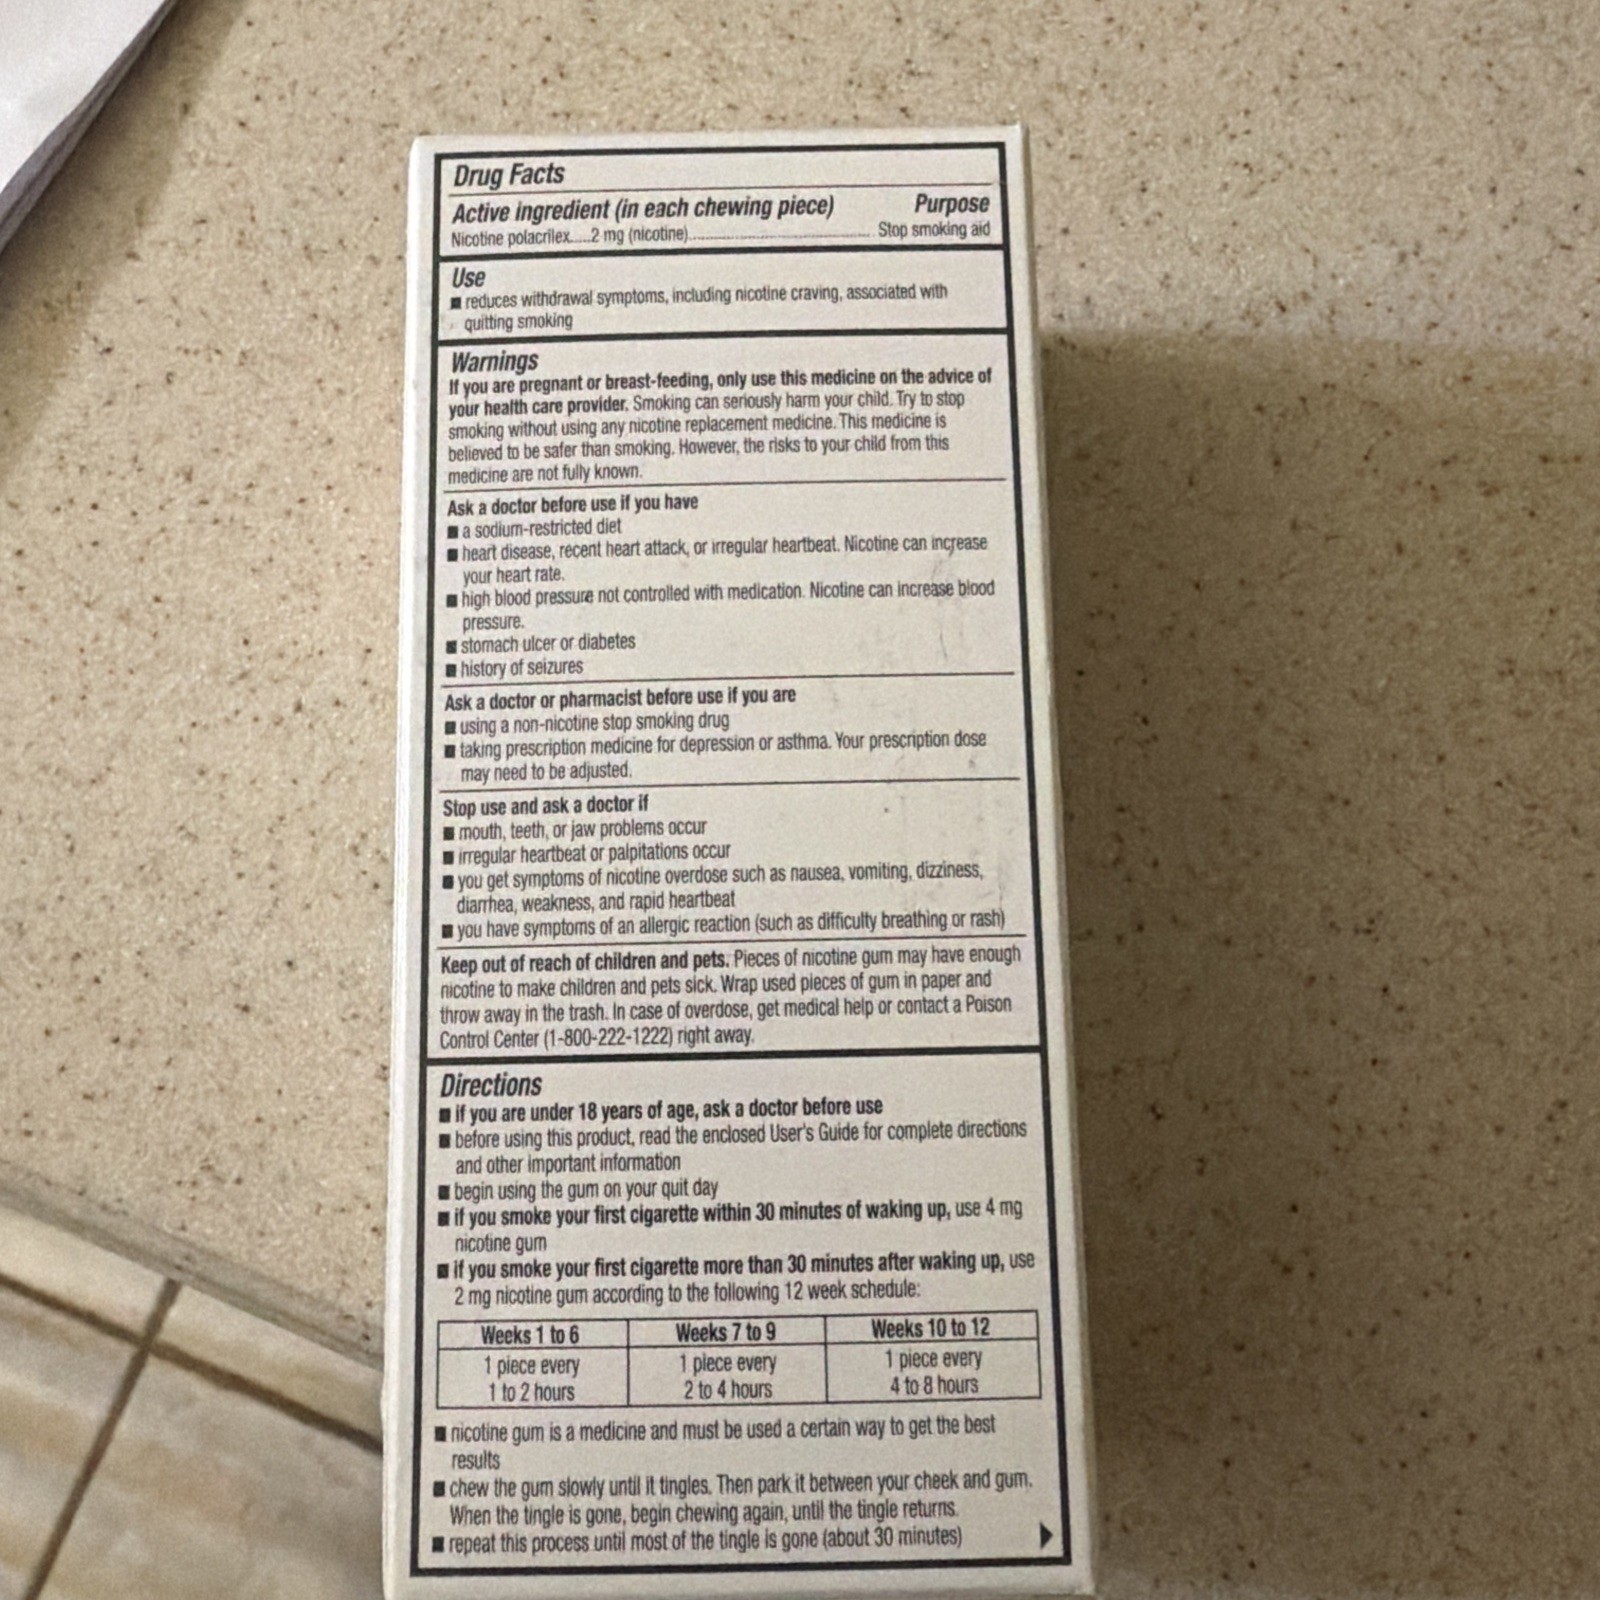 Drug Facts
Active ingredient (in each chewing piece) Purpose
Nicotine polacrilex.....2 mg (nicotine)........................................ Stop smoking aid
Use
■ reduces withdrawal symptoms, including nicotine craving, associated with
quitting smoking
Warnings
If you are pregnant or breast-feeding, only use this medicine on the advice of
your health care provider. Smoking can seriously harm your child. Try to stop
smoking without using any nicotine replacement medicine. This medicine is
believed to be safer than smoking. However, the risks to your child from this
medicine are not fully known.
Ask a doctor before use if you have
■ a sodium-restricted diet
■ heart disease, recent heart attack, or irregular heartbeat. Nicotine can increase
your heart rate.
■ high blood pressure not controlled with medication. Nicotine can increase blood
pressure.
■ stomach ulcer or diabetes
■ history of seizures
Ask a doctor or pharmacist before use if you are
■ using a non-nicotine stop smoking drug
■ taking prescription medicine for depression or asthma. Your prescription dose
may need to be adjusted.
Stop use and ask a doctor if
■ mouth, teeth, or jaw problems occur
■ irregular heartbeat or palpitations occur
■ you get symptoms of nicotine overdose such as nausea, vomiting, dizziness,
diarrhea, weakness, and rapid heartbeat
■ you have symptoms of an allergic reaction (such as difficulty breathing or rash)
Keep out of reach of children and pets. Pieces of nicotine gum may have enough
nicotine to make children and pets sick. Wrap used pieces of gum in paper and
throw away in the trash. In case of overdose, get medical help or contact a Poison
Control Center (1-800-222-1222) right away.
Directions
■ if you are under 18 years of age, ask a doctor before use
■ before using this product, read the enclosed User's Guide for complete directions
and other important information
■ begin using the gum on your quit day
■ if you smoke your first cigarette within 30 minutes of waking up, use 4 mg
nicotine gum
■ if you smoke your first cigarette more than 30 minutes after waking up, use
2 mg nicotine gum according to the following 12 week schedule:
Weeks 1 to 6 Weeks 7 to 9 Weeks 10 to 12
1 piece every 1 piece every 1 piece every
1 to 2 hours 2 to 4 hours 4 to 8 hours
■ nicotine gum is a medicine and must be used a certain way to get the best
results
■ chew the gum slowly until it tingles. Then park it between your cheek and gum.
When the tingle is gone, begin chewing again, until the tingle returns.
■ repeat this process until most of the tingle is gone (about 30 minutes)